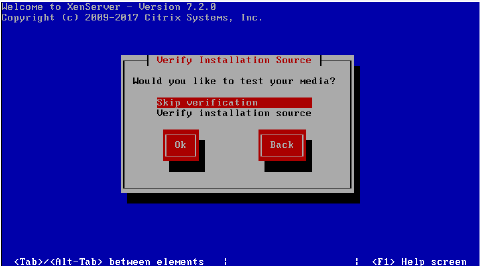 Welcome to XenServer - Version 7.2.0
Copyright (c) 2009-2017 Citrix Systems, Inc.
Verify Installation Source
Would you like to test your media?
Skip verification
Verify installation source
Ok Back
<Tab>/<Alt-Tab> between elements | | <F1> Help screen